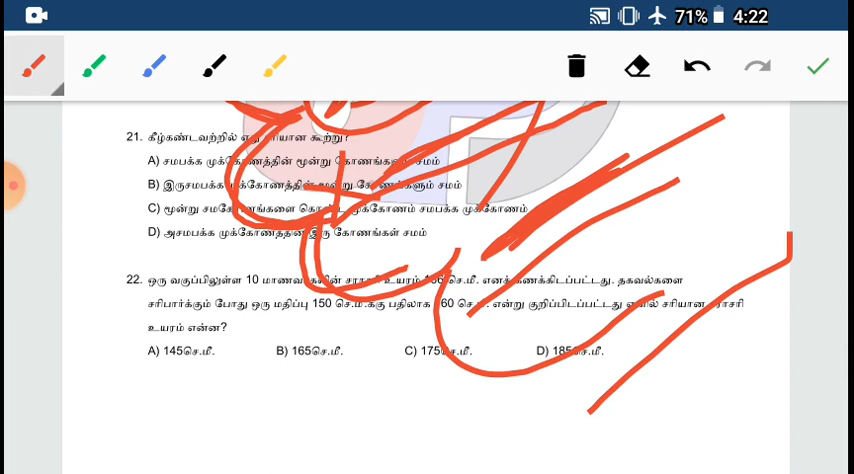 71% 4:22
21. கீழ்கண்டவற்றில் எது சரியான கூற்று?
A) சமபக்க முக்கோணத்தின் மூன்று கோணங்களும் சமம்
B) இருசமபக்க முக்கோணத்தின் மூன்று கோணங்களும் சமம்
C) மூன்று சமகோணங்களை கொண்ட முக்கோணம் சமபக்க முக்கோணம்
D) அசமபக்க முக்கோணத்தின் இரு கோணங்கள் சமம்
22. ஒரு வகுப்பிலுள்ள 10 மாணவர்களின் சராசரி உயரம் செ.மீ. எனக் கணக்கிடப்பட்டது. தகவல்களை
சரிபார்க்கும் போது ஒரு மதிப்பு 150 செ.மீ.க்கு பதிலாக செ.மீ. என்று குறிப்பிடப்பட்டது எனில் சரியான சராசரி
உயரம் என்ன?
A) 145செ.மீ. B) 165செ.மீ. C) 175செ.மீ. D) 185செ.மீ.